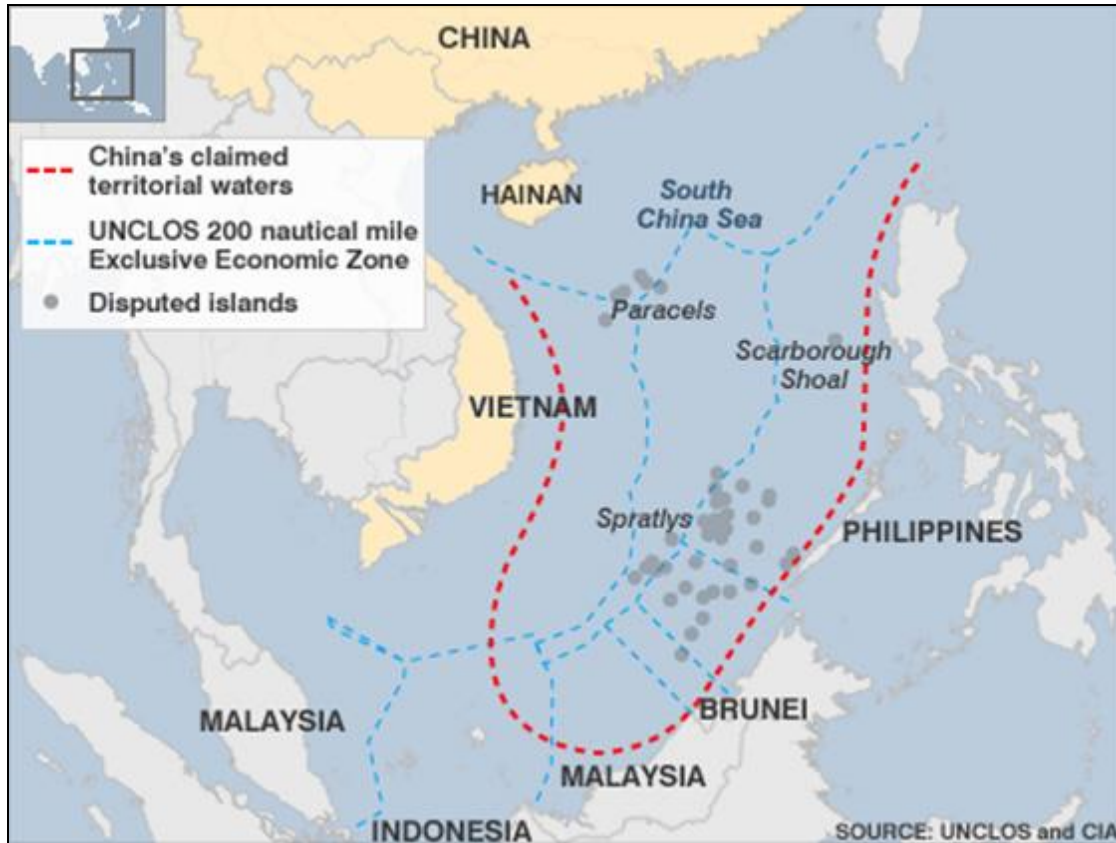 CHINA
China's claimed
territorial waters
UNCLOS 200 nautical mile
Exclusive Economic Zone
Disputed islands
HAINAN
South
China Sea
Paracels
Scarborough
Shoal
VIETNAM
Spratlys
PHILIPPINES
MALAYSIA
BRUNEI
MALAYSIA
INDONESIA
SOURCE: UNCLOS and CIA